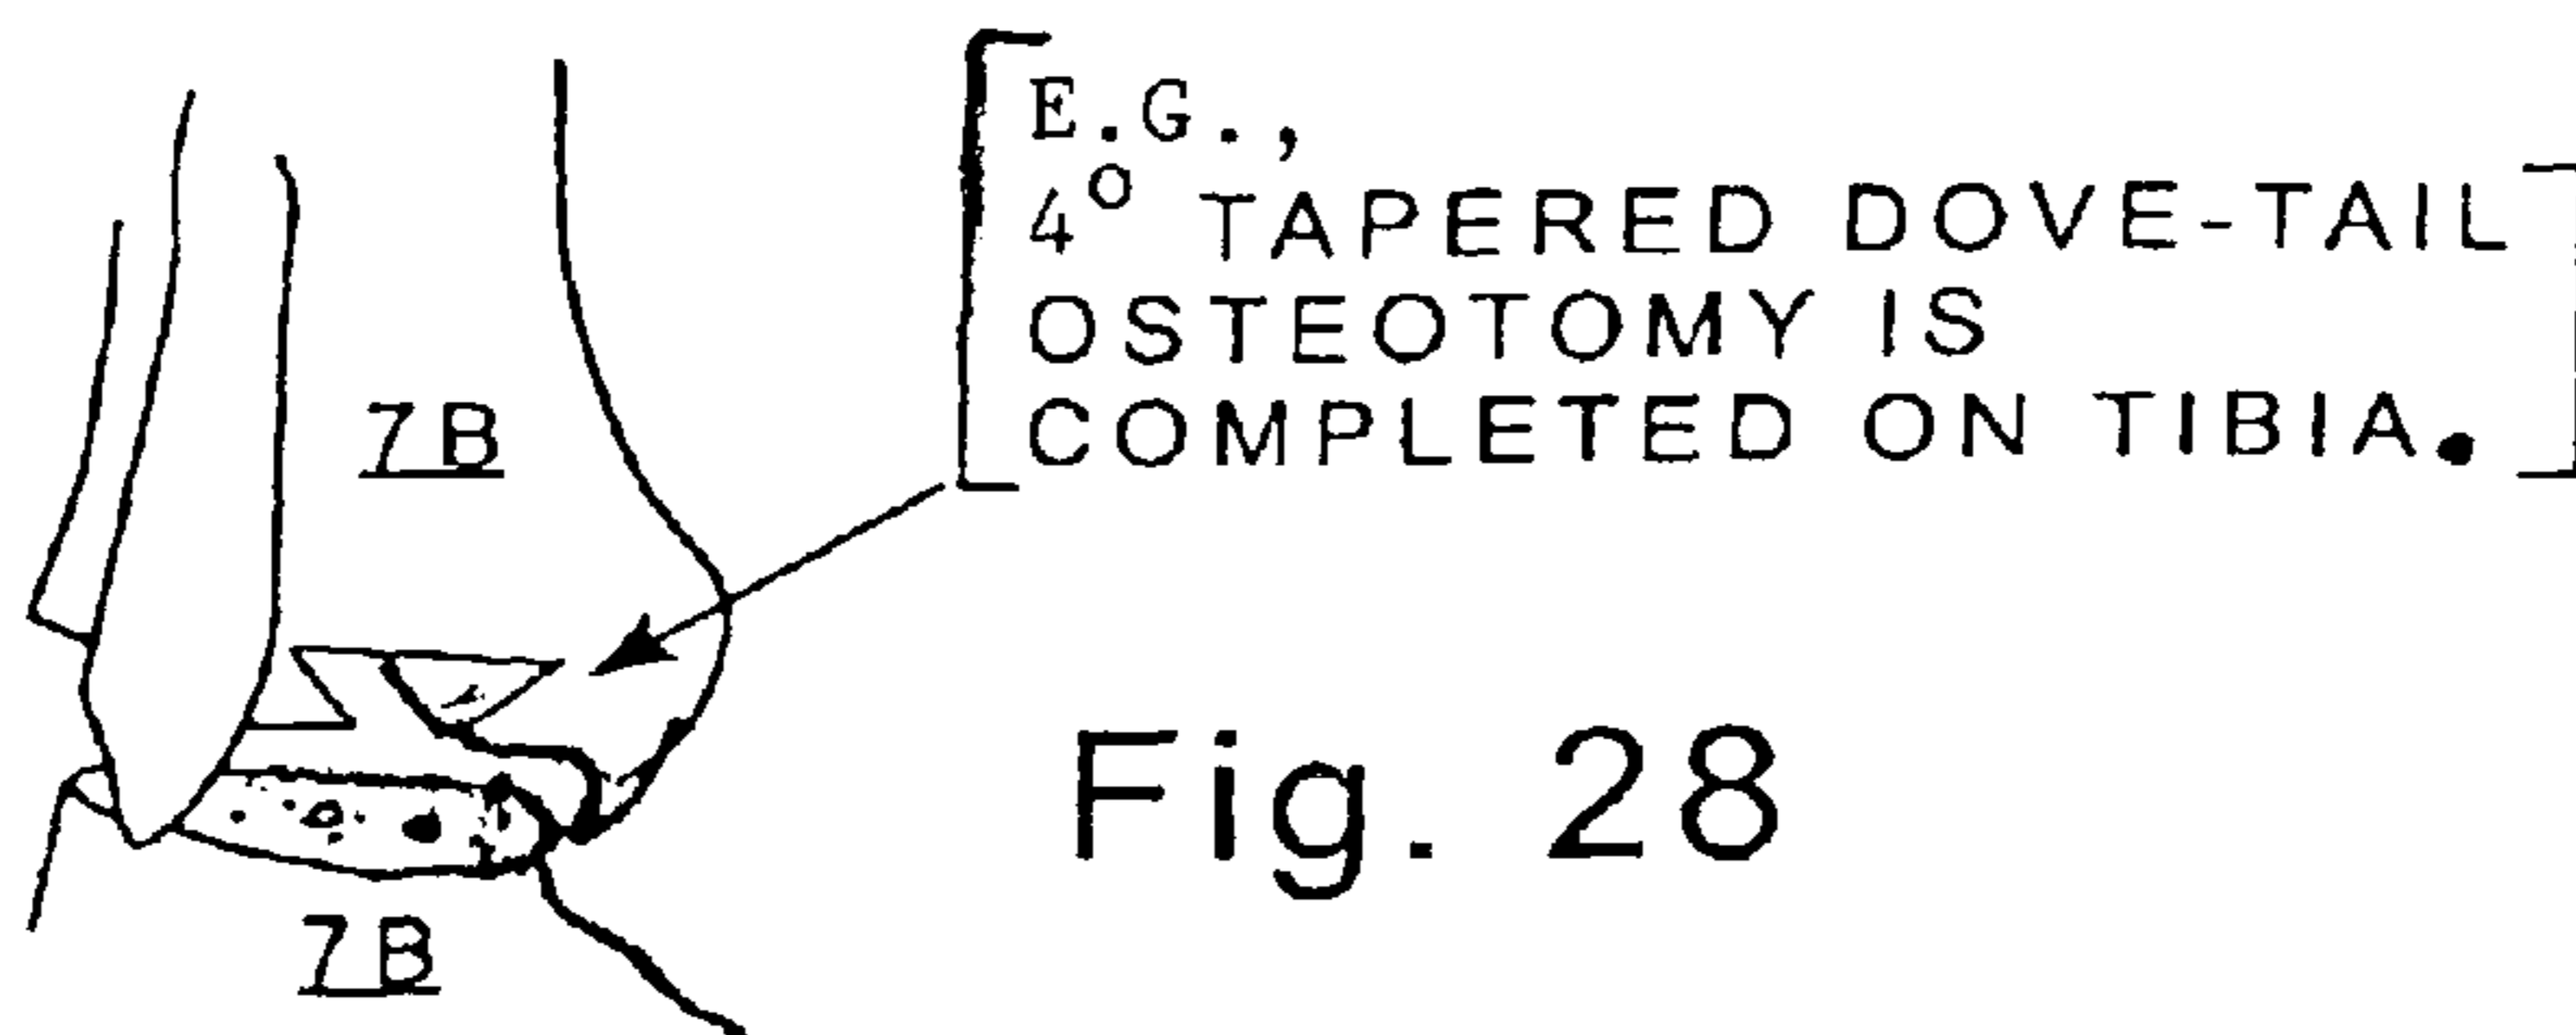 E.G.,
4° TAPERED DOVE-TAIL
OSTEOTOMY IS
COMPLETED ON TIBIA.
7B
Fig. 28
7B